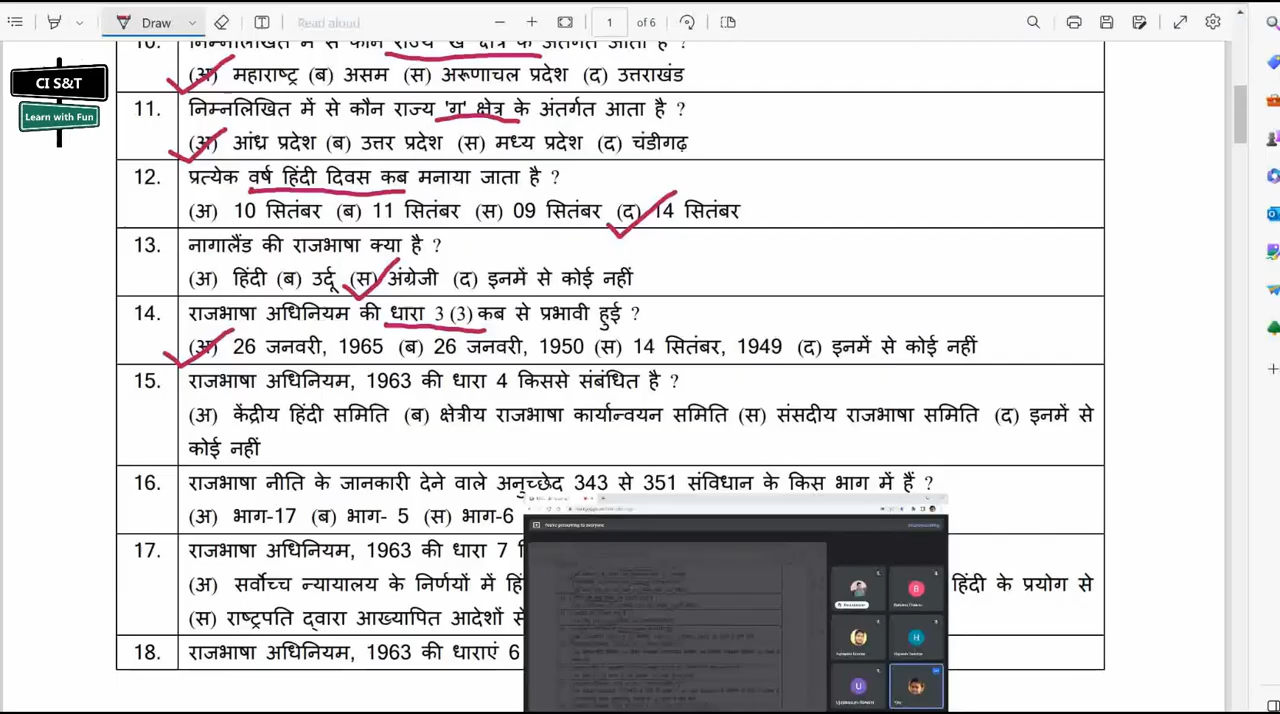 Draw
Read aloud
1 of 6
CI S&T
Learn with Fun
10. निम्नलिखित में से कौन राज्य 'ख' क्षेत्र के अंतर्गत आता है ?
(अ) महाराष्ट्र (ब) असम (स) अरूणाचल प्रदेश (द) उत्तराखंड
11. निम्नलिखित में से कौन राज्य 'ग' क्षेत्र के अंतर्गत आता है ?
(अ) आंध्र प्रदेश (ब) उत्तर प्रदेश (स) मध्य प्रदेश (द) चंडीगढ़
12. प्रत्येक वर्ष हिंदी दिवस कब मनाया जाता है ?
(अ) 10 सितंबर (ब) 11 सितंबर (स) 09 सितंबर (द) 14 सितंबर
13. नागालैंड की राजभाषा क्या है ?
(अ) हिंदी (ब) उर्दू (स) अंग्रेजी (द) इनमें से कोई नहीं
14. राजभाषा अधिनियम की धारा 3 (3) कब से प्रभावी हुई ?
(अ) 26 जनवरी, 1965 (ब) 26 जनवरी, 1950 (स) 14 सितंबर, 1949 (द) इनमें से कोई नहीं
15. राजभाषा अधिनियम, 1963 की धारा 4 किससे संबंधित है ?
(अ) केंद्रीय हिंदी समिति (ब) क्षेत्रीय राजभाषा कार्यान्वयन समिति (स) संसदीय राजभाषा समिति (द) इनमें से
कोई नहीं
16. राजभाषा नीति के जानकारी देने वाले अनुच्छेद 343 से 351 संविधान के किस भाग में हैं ?
(अ) भाग-17 (ब) भाग- 5 (स) भाग-6
17. राजभाषा अधिनियम, 1963 की धारा 7
(अ) सर्वोच्च न्यायालय के निर्णयों में हिंदी के प्रयोग से
(स) राष्ट्रपति द्वारा आख्यापित आदेशों से
18. राजभाषा अधिनियम, 1963 की धाराएं 6